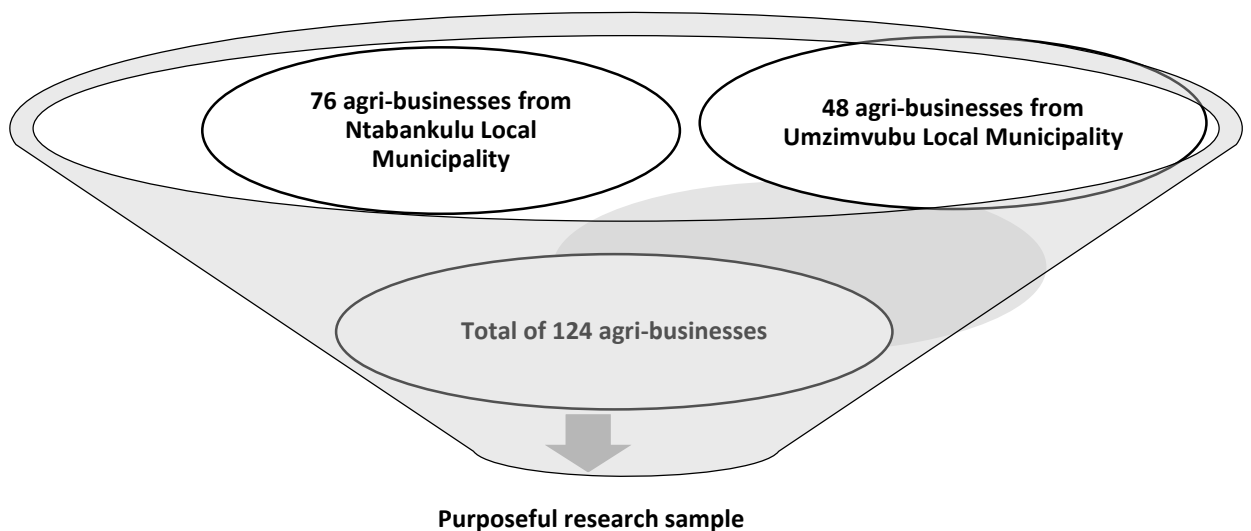 76 agri-businesses from
Ntabankulu Local
Municipality
48 agri-businesses from
Umzimvubu Local Municipality
Total of 124 agri-businesses
Purposeful research sample